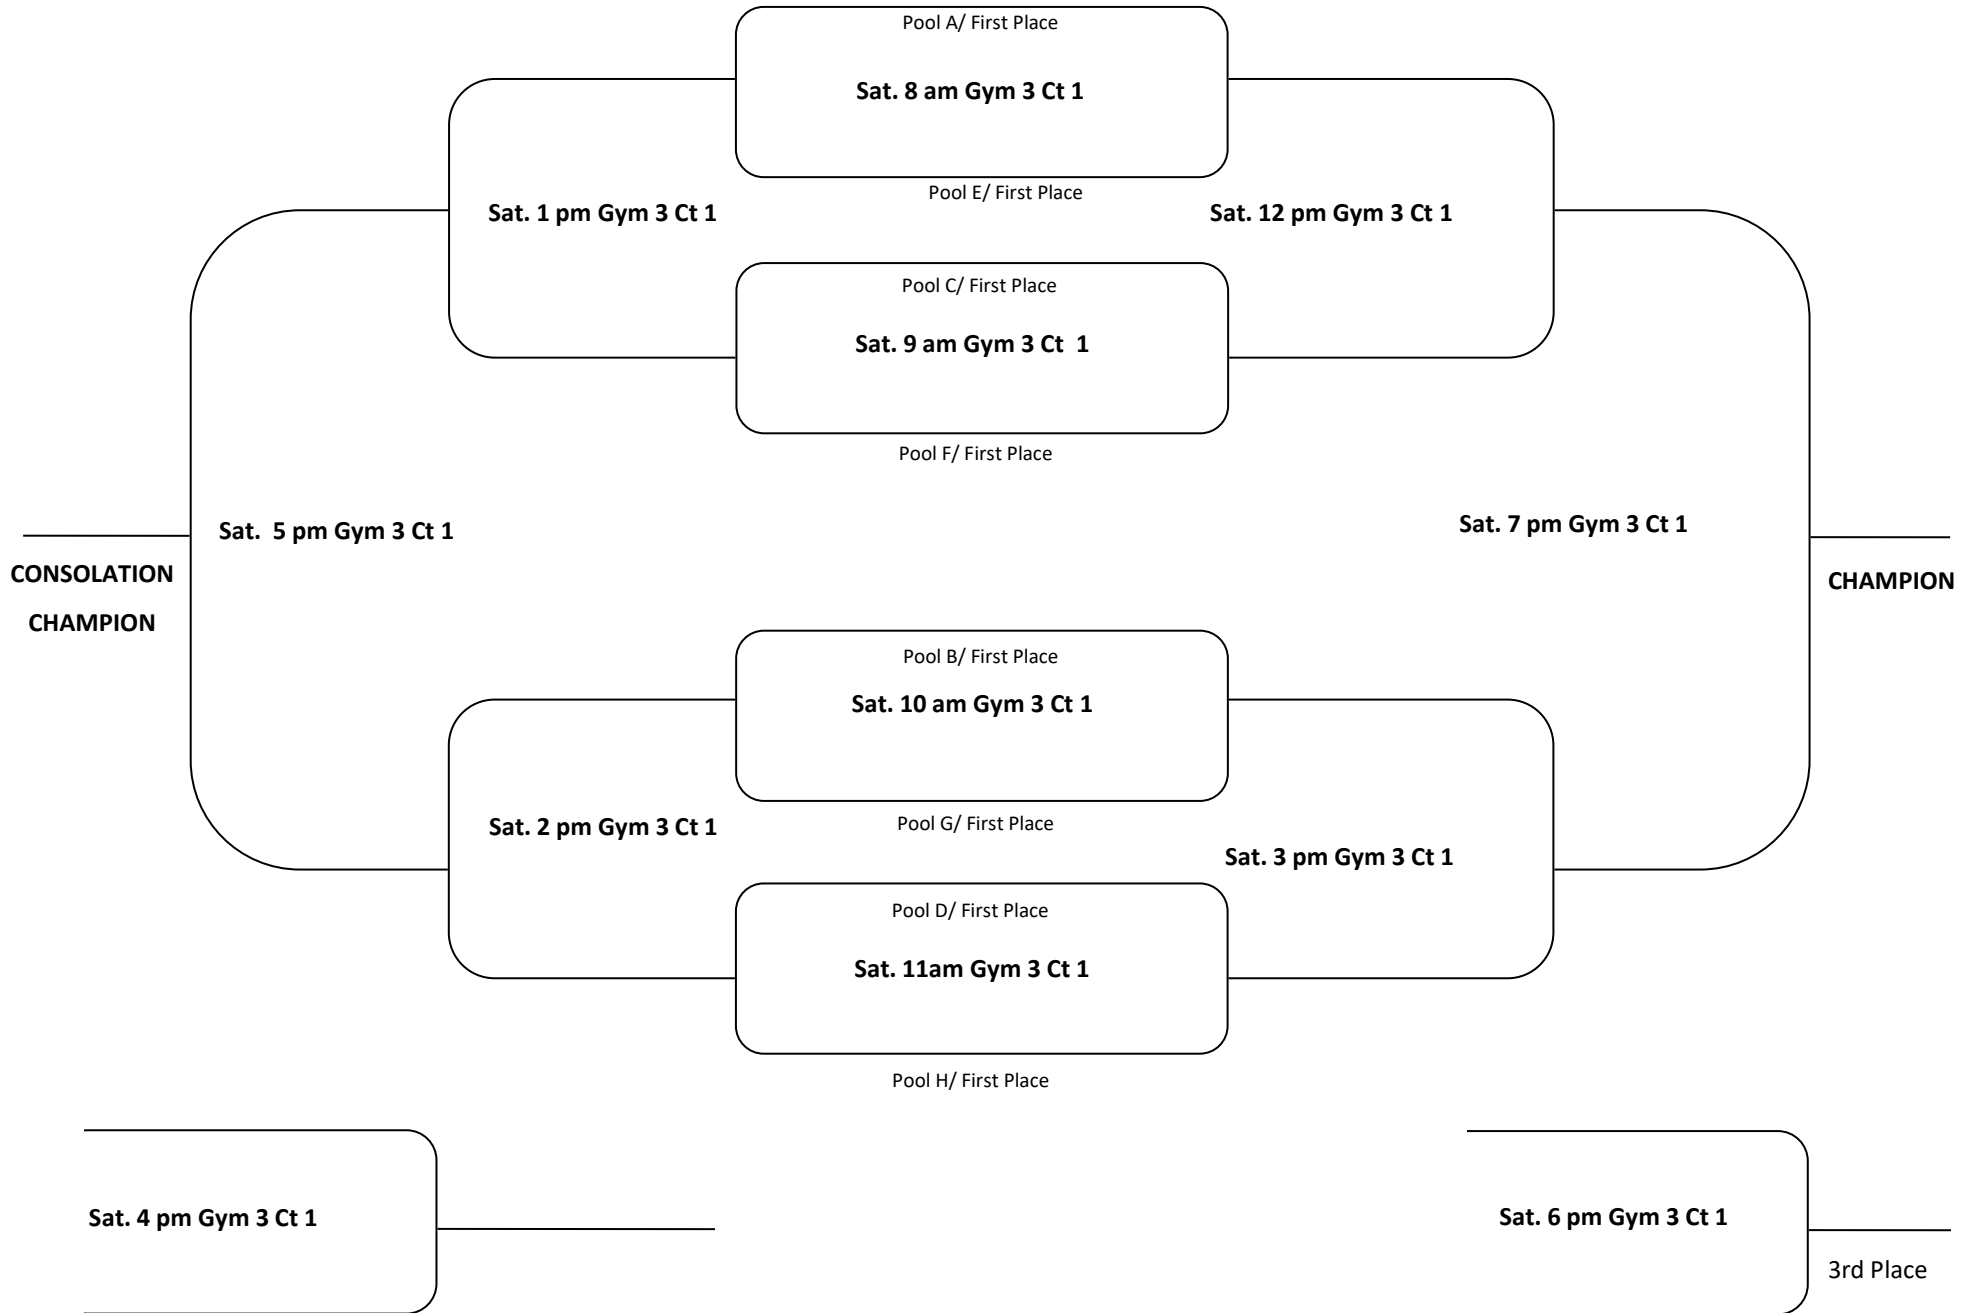 Pool A/ First Place
Sat. 8 am Gym 3 Ct 1
Pool E/ First Place
Sat. 1 pm Gym 3 Ct 1
Sat. 12 pm Gym 3 Ct 1
Pool C/ First Place
Sat. 9 am Gym 3 Ct  1
Pool F/ First Place
Sat.  5 pm Gym 3 Ct 1
Sat. 7 pm Gym 3 Ct 1
CONSOLATION
CHAMPION
CHAMPION
Pool B/ First Place
Sat. 10 am Gym 3 Ct 1
Sat. 2 pm Gym 3 Ct 1
Pool G/ First Place
Sat. 3 pm Gym 3 Ct 1
Pool D/ First Place
Sat. 11am Gym 3 Ct 1
Pool H/ First Place
Sat. 4 pm Gym 3 Ct 1
Sat. 6 pm Gym 3 Ct 1
3rd Place